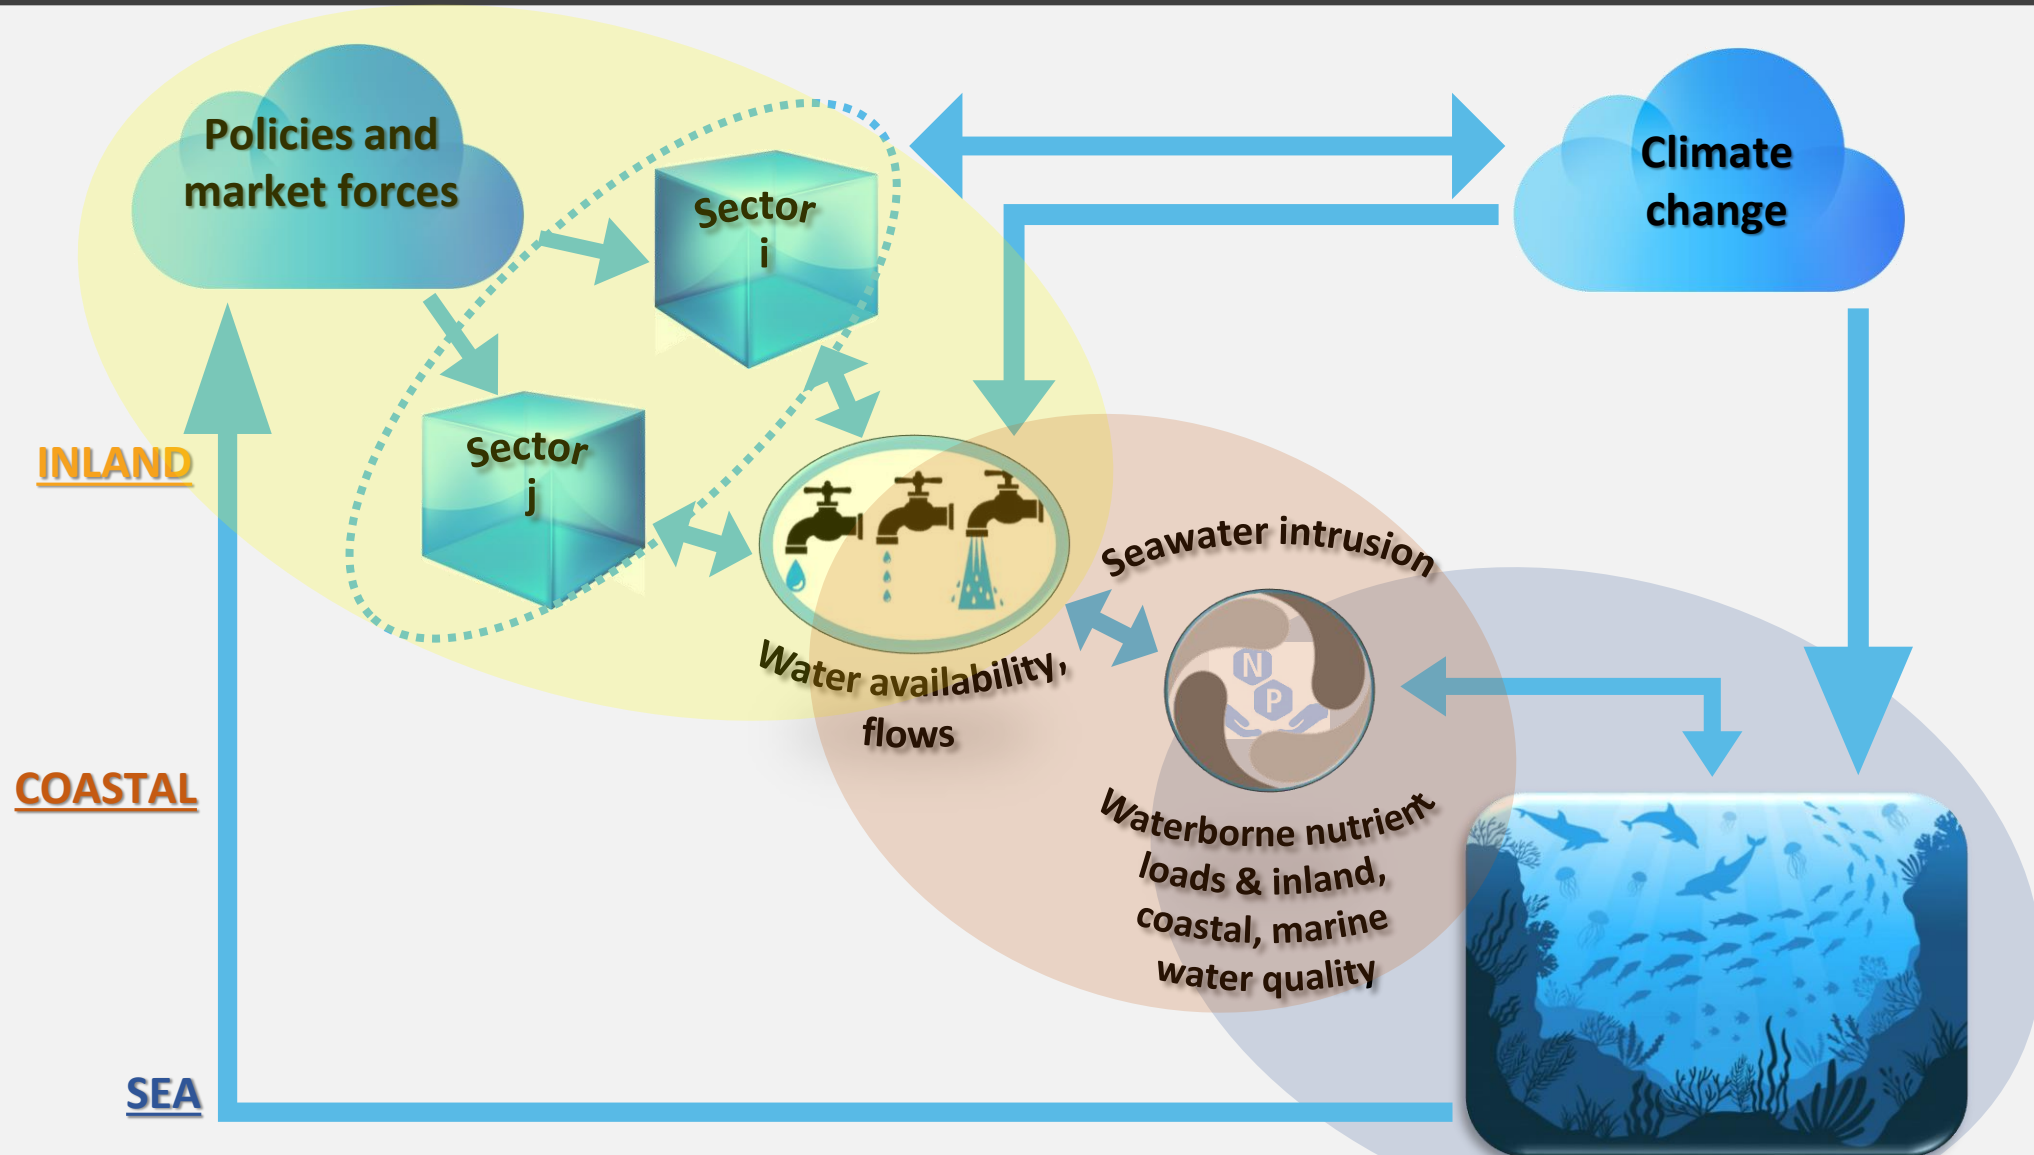 Policies and
market forces
Sector
i
Climate
change
Sector
j
INLAND
Seawater intrusion
N
P
Water availability,
flows
COASTAL
Waterborne nutrient
loads & inland,
coastal, marine
water quality
SEA